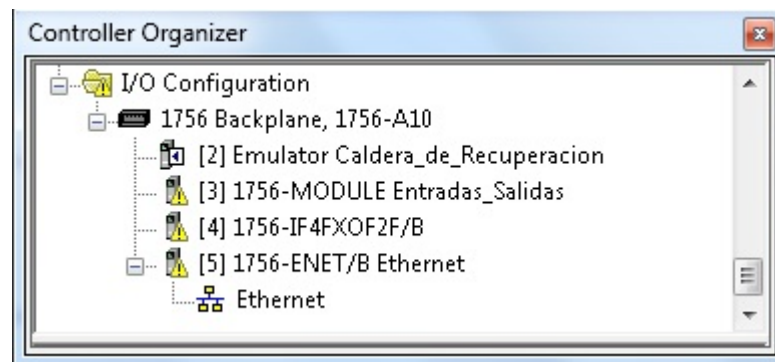 Controller Organizer
I/O Configuration
1756 Backplane, 1756-A10
[2] Emulator Caldera_de_Recuperacion
[3] 1756-MODULE Entradas_Salidas
[4] 1756-IF4FXOF2F/B
[5] 1756-ENET/B Ethernet
Ethernet